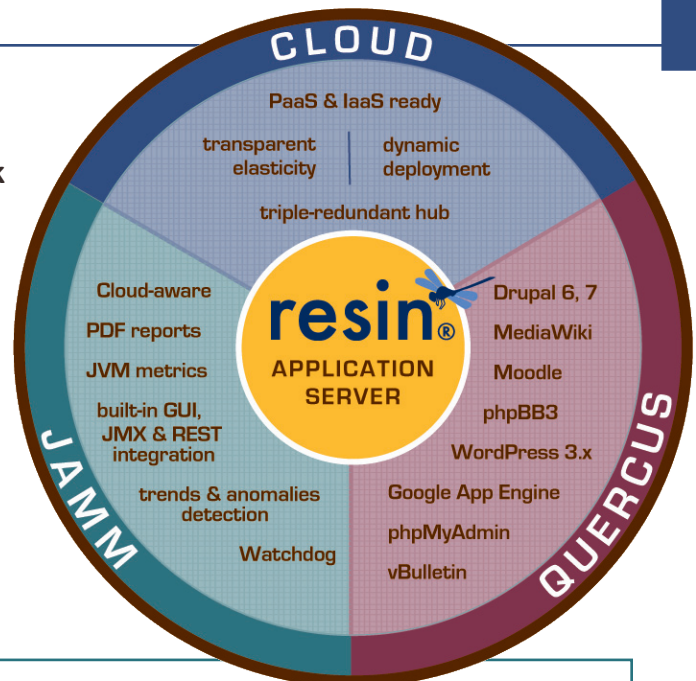 CLOUD
PaaS & IaaS ready
transparent
elasticity
dynamic
deployment
triple-redundant hub
resin®
APPLICATION
SERVER
JAMM
Cloud-aware
PDF reports
JVM metrics
built-in GUI,
JMX & REST
integration
trends & anomalies
detection
Watchdog
QUERCUS
Drupal 6, 7
MediaWiki
Moodle
phpBB3
WordPress 3.x
Google App Engine
phpMyAdmin
vBulletin